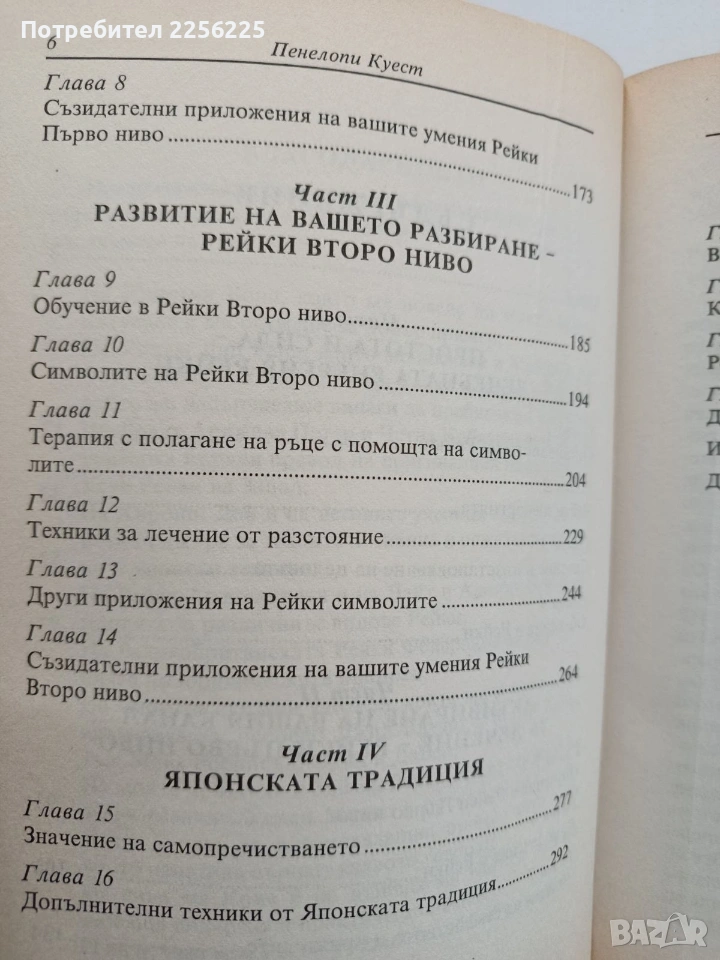 Потребител 2256225
6
Пенелопи Куест
Глава 8
Съзидателни приложения на вашите умения Рейки
Първо ниво ........ 173
Част III
РАЗВИТИЕ НА ВАШЕТО РАЗБИРАНЕ –
РЕЙКИ ВТОРО НИВО
Глава 9
Обучение в Рейки Второ ниво ........ 185
Глава 10
Символите на Рейки Второ ниво ........ 194
Глава 11
Терапия с полагане на ръце с помощта на симво-
лите ........ 204
Глава 12
Техники за лечение от разстояние ........ 229
Глава 13
Други приложения на Рейки символите ........ 244
Глава 14
Съзидателни приложения на вашите умения Рейки
Второ ниво ........ 264
Част IV
ЯПОНСКАТА ТРАДИЦИЯ
Глава 15
Значение на самопречистването ........ 277
Глава 16
Допълнителни техники от Японската традиция ........ 292
BAZAR